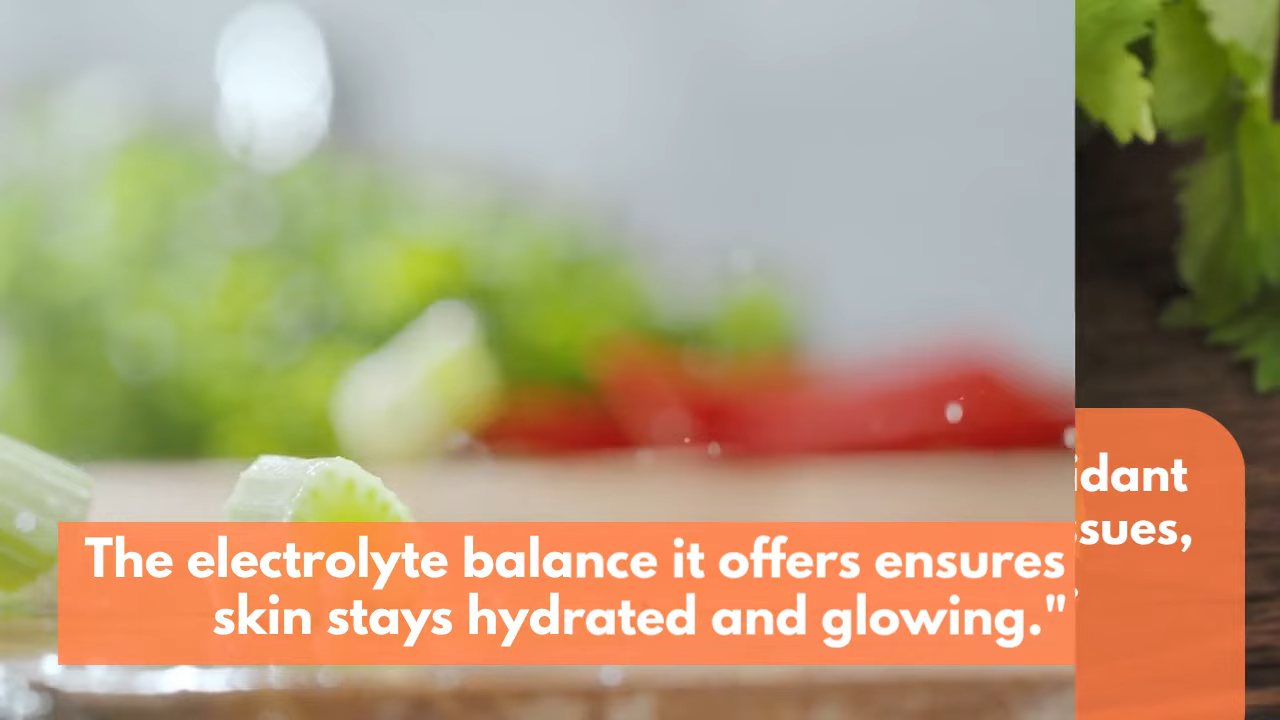 The electrolyte balance it offers ensures
skin stays hydrated and glowing."